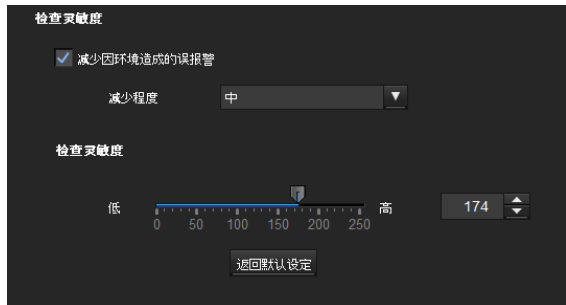 检查灵敏度
减少因环境造成的误报警
减少程度 中
检查灵敏度
低 高 174
0 50 100 150 200 250
返回默认设定